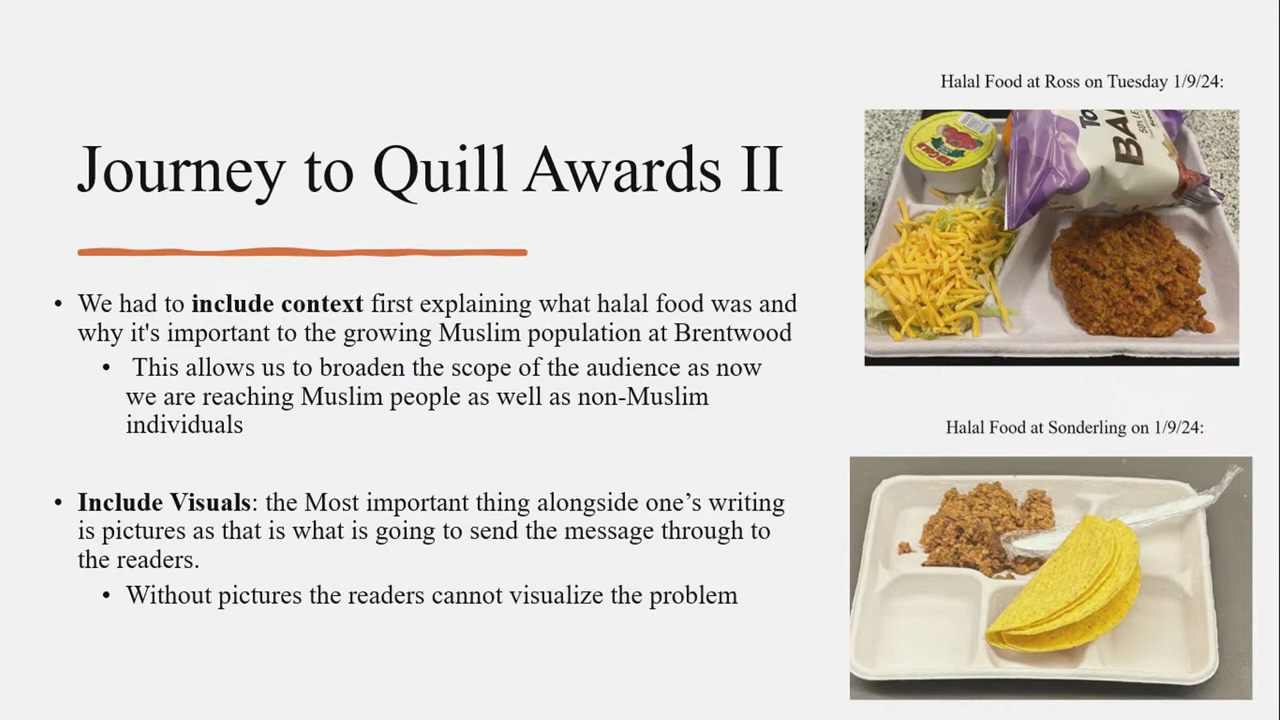 Journey to Quill Awards II
• We had to include context first explaining what halal food was and
why it's important to the growing Muslim population at Brentwood
• This allows us to broaden the scope of the audience as now
we are reaching Muslim people as well as non-Muslim
individuals
• Include Visuals: the Most important thing alongside one’s writing
is pictures as that is what is going to send the message through to
the readers.
• Without pictures the readers cannot visualize the problem
Halal Food at Ross on Tuesday 1/9/24:
RED GOLD
Halal Food at Sonderling on 1/9/24: